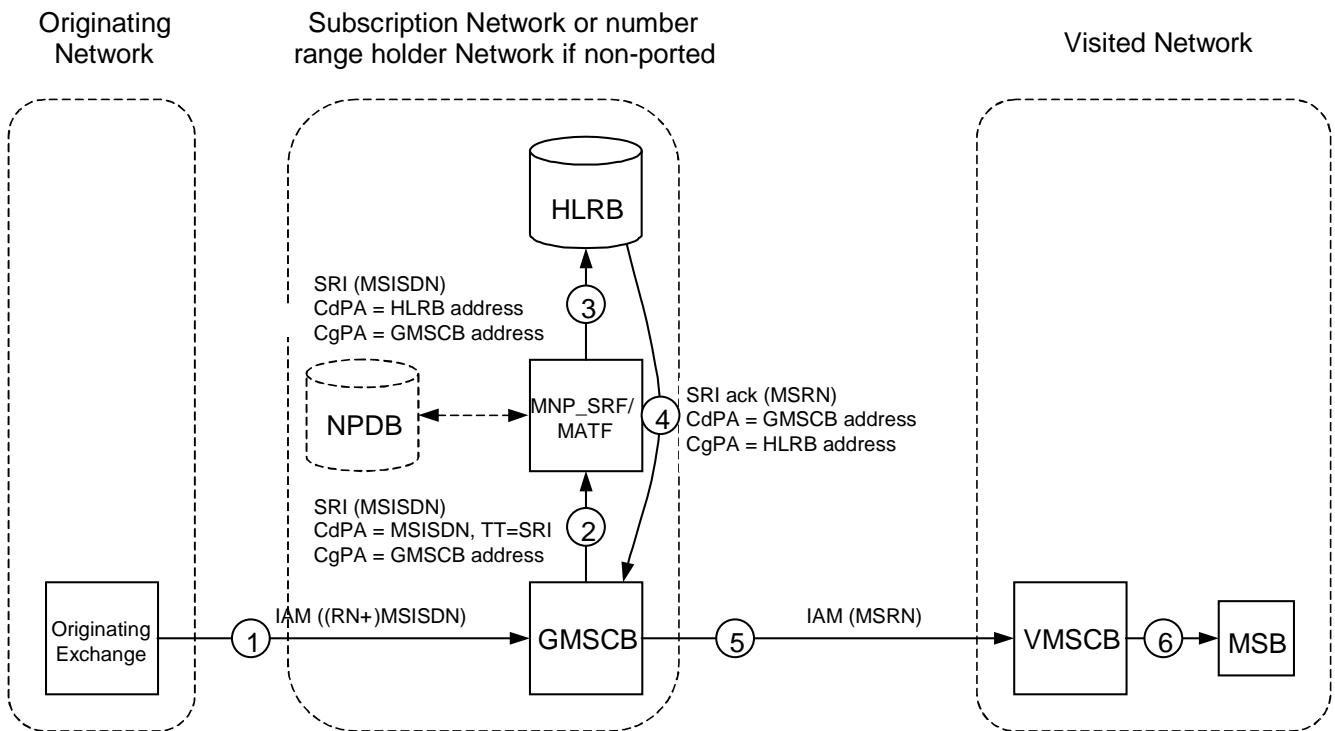 Originating
Network
Subscription Network or number
range holder Network if non-ported
Visited Network
HLRB
SRI (MSISDN)
CdPA = HLRB address
CgPA = GMSCB address
3
NPDB
MNP_SRF/
MATF
4
SRI ack (MSRN)
CdPA = GMSCB address
CgPA = HLRB address
SRI (MSISDN)
CdPA = MSISDN, TT=SRI
CgPA = GMSCB address
2
Originating
Exchange
1
IAM ((RN+)MSISDN)
GMSCB
5
IAM (MSRN)
VMSCB
6
MSB